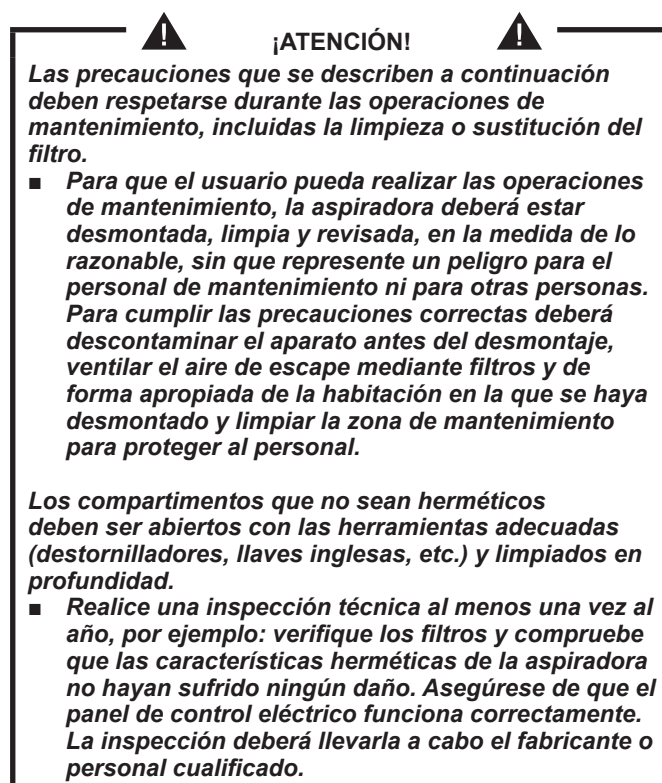 ¡ATENCIÓN!
Las precauciones que se describen a continuación
deben respetarse durante las operaciones de
mantenimiento, incluidas la limpieza o sustitución del
filtro.
■ Para que el usuario pueda realizar las operaciones
de mantenimiento, la aspiradora deberá estar
desmontada, limpia y revisada, en la medida de lo
razonable, sin que represente un peligro para el
personal de mantenimiento ni para otras personas.
Para cumplir las precauciones correctas deberá
descontaminar el aparato antes del desmontaje,
ventilar el aire de escape mediante filtros y de
forma apropiada de la habitación en la que se haya
desmontado y limpiar la zona de mantenimiento
para proteger al personal.
Los compartimentos que no sean herméticos
deben ser abiertos con las herramientas adecuadas
(destornilladores, llaves inglesas, etc.) y limpiados en
profundidad.
■ Realice una inspección técnica al menos una vez al
año, por ejemplo: verifique los filtros y compruebe
que las características herméticas de la aspiradora
no hayan sufrido ningún daño. Asegúrese de que el
panel de control eléctrico funciona correctamente.
La inspección deberá llevarla a cabo el fabricante o
personal cualificado.